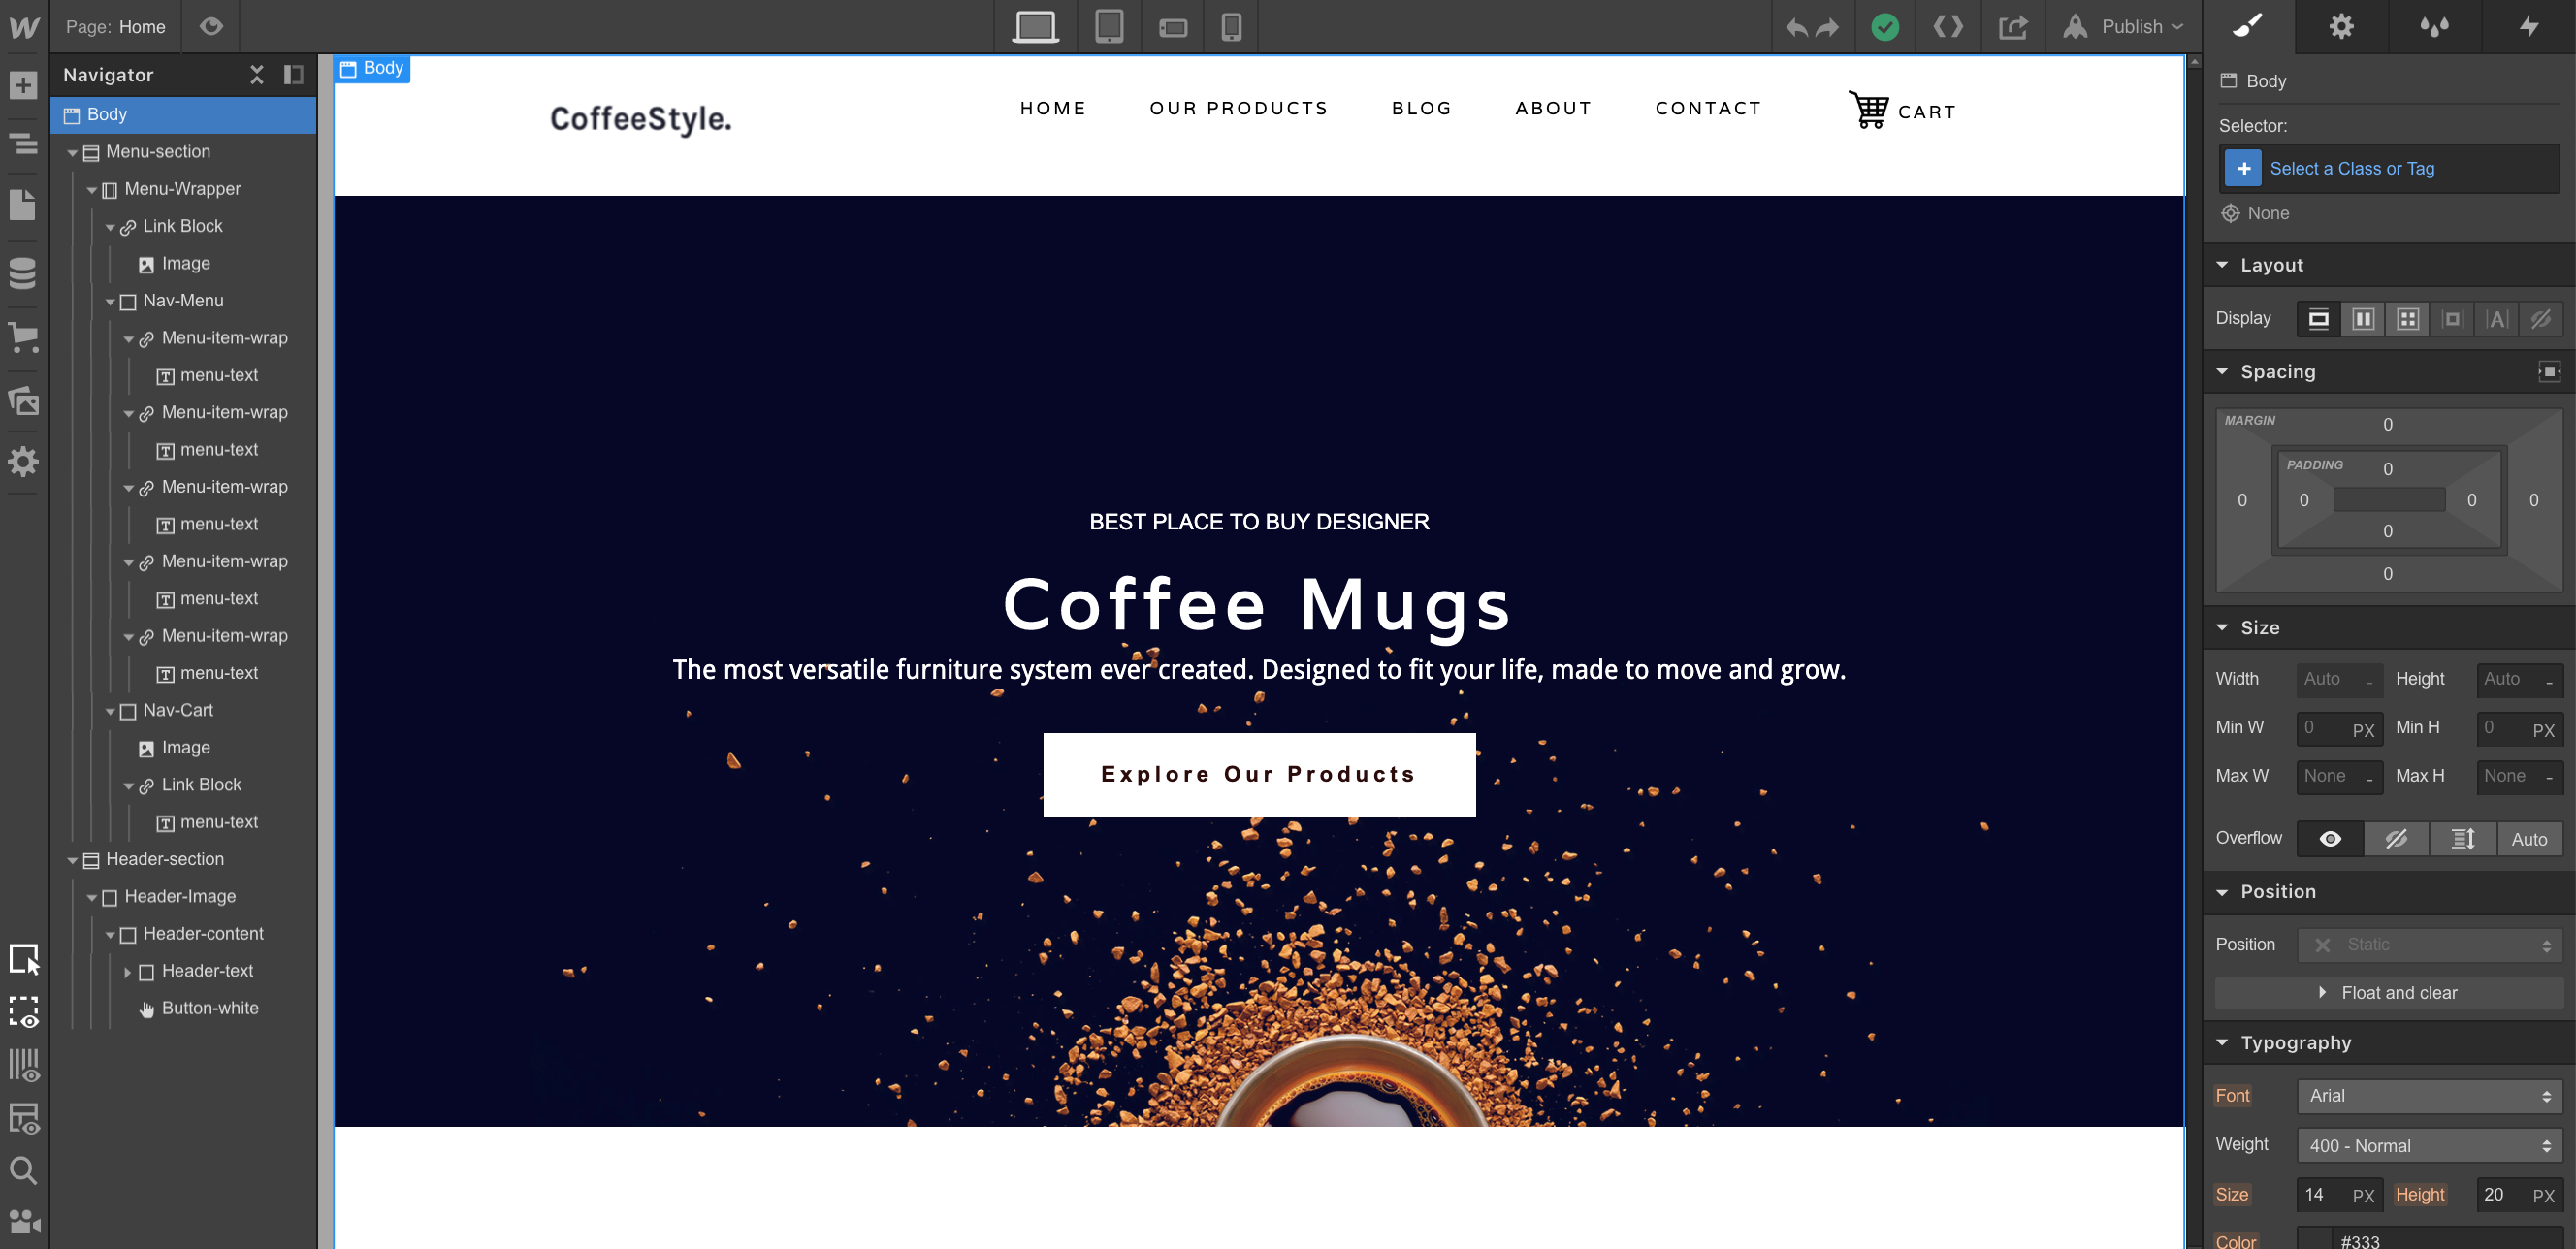 Page: Home
Publish
Navigator
Body
Menu-section
Menu-Wrapper
Link Block
Image
Nav-Menu
Menu-item-wrap
menu-text
Menu-item-wrap
menu-text
Menu-item-wrap
menu-text
Menu-item-wrap
menu-text
Menu-item-wrap
menu-text
Nav-Cart
Image
Link Block
menu-text
Header-section
Header-Image
Header-content
Header-text
Button-white
Body
CoffeeStyle.
HOME OUR PRODUCTS BLOG ABOUT CONTACT CART
BEST PLACE TO BUY DESIGNER
Coffee Mugs
The most versatile furniture system ever created. Designed to fit your life, made to move and grow.
Explore Our Products
Body
Selector:
Select a Class or Tag
None
Layout
Display
Spacing
MARGIN
0
PADDING
0
0 0 0 0
0
0
Size
Width Auto - Height Auto -
Min W 0 PX Min H 0 PX
Max W None - Max H None -
Overflow Auto
Position
Position Static
Float and clear
Typography
Font Arial
Weight 400 - Normal
Size 14 PX Height 20 PX
Color #333